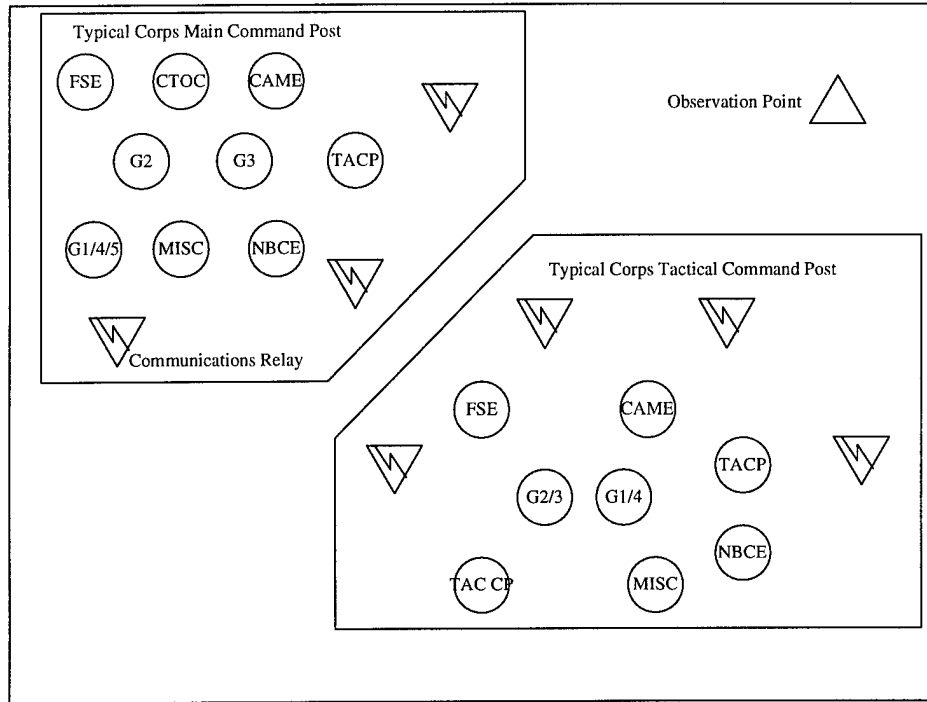 Typical Corps Main Command Post
FSE
CTOC
CAME
G2
G3
TACP
G1/4/5
MISC
NBCE
Communications Relay
Observation Point
Typical Corps Tactical Command Post
FSE
CAME
TACP
G2/3
G1/4
NBCE
TAC CP
MISC